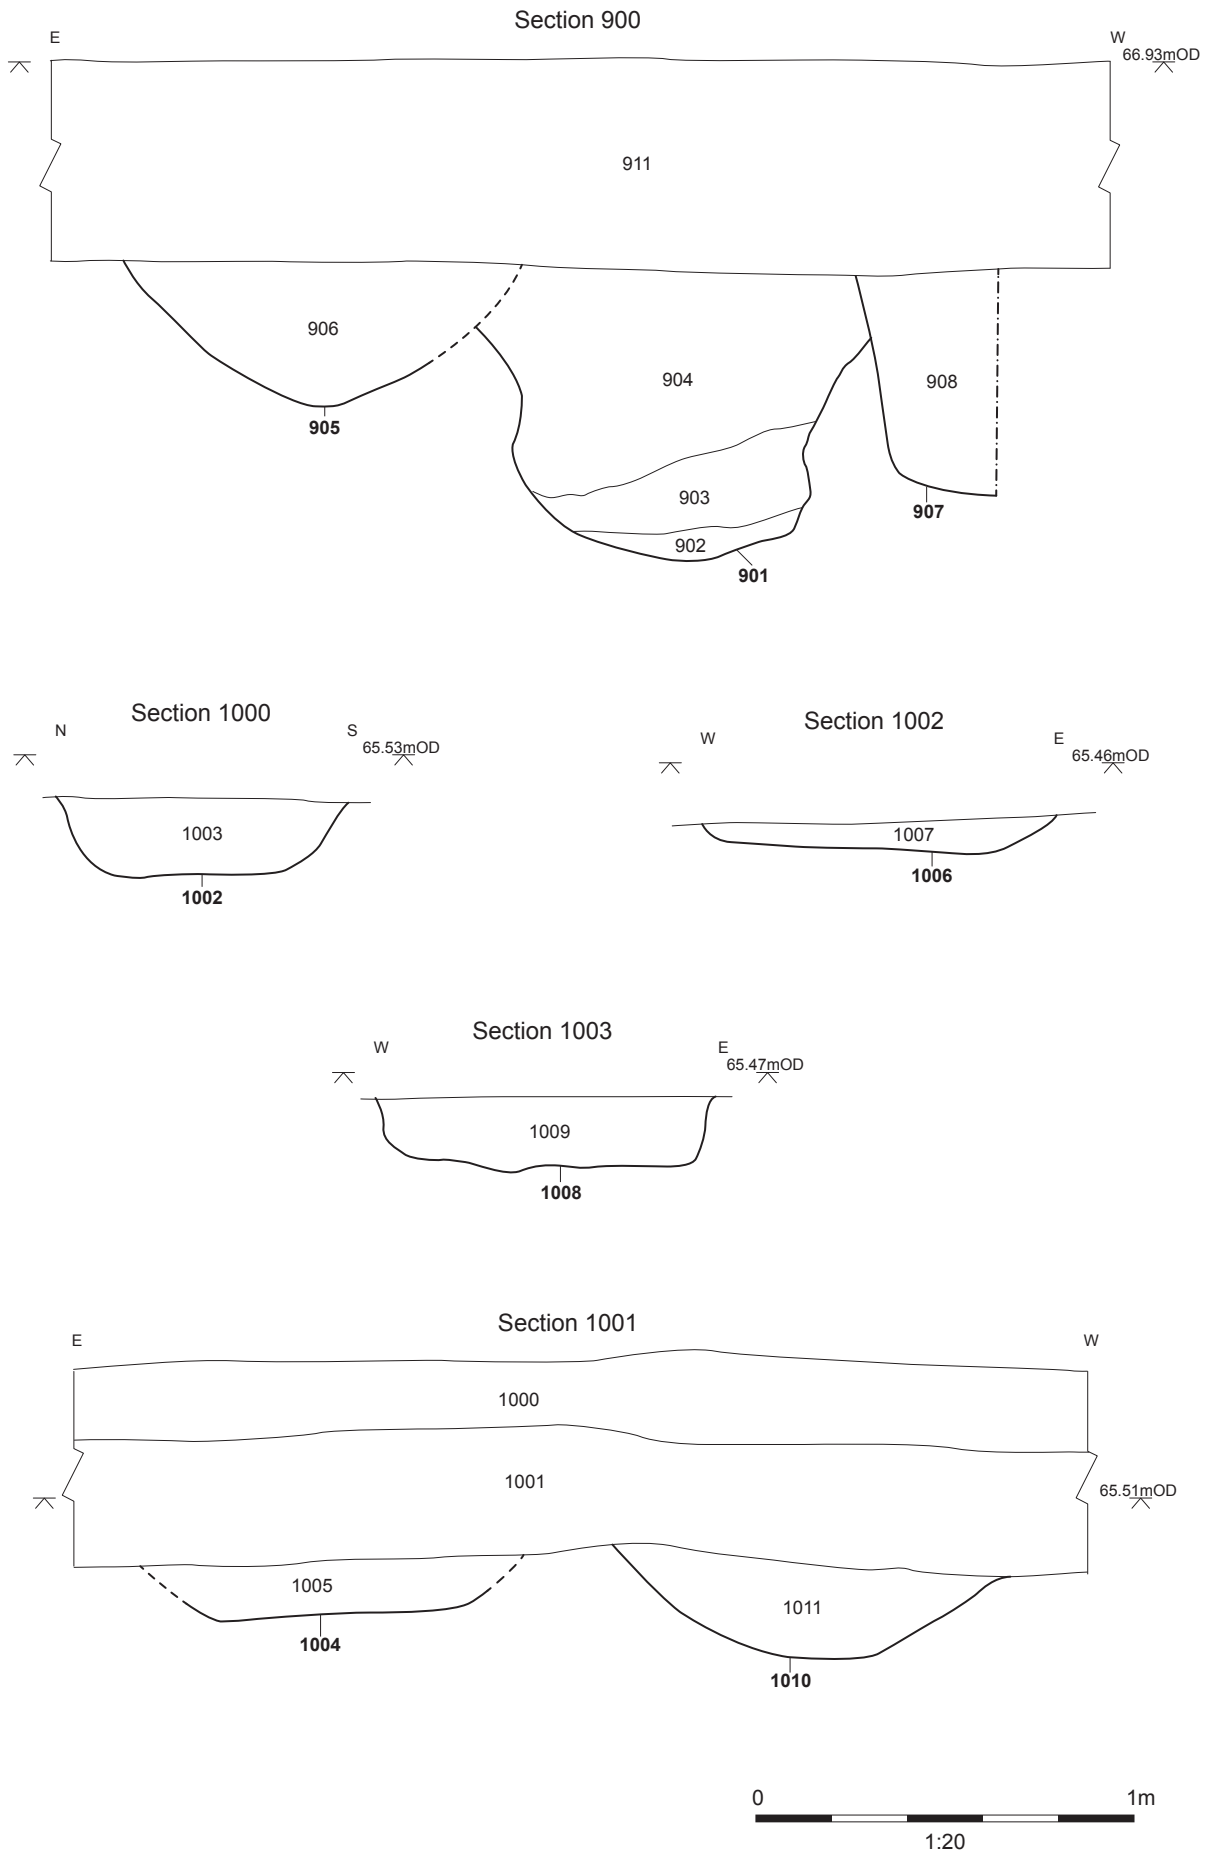 Section 900
E
W
66.93mOD
911
906
904
908
905
903
907
902
901
Section 1000
N
S
65.53mOD
1003
1002
Section 1002
W
E
65.46mOD
1007
1006
Section 1003
W
E
65.47mOD
1009
1008
Section 1001
E
W
1000
1001
65.51mOD
1005
1011
1004
1010
0
1m
1:20